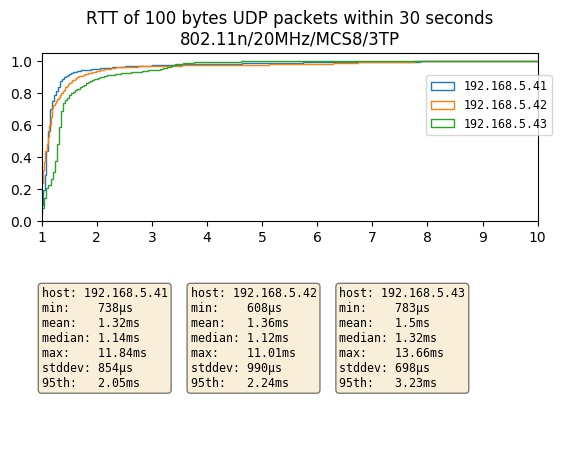 RTT of 100 bytes UDP packets within 30 seconds
802.11n/20MHz/MCS8/3TP
1.0
0.8
0.6
0.4
0.2
0.0
192.168.5.41
192.168.5.42
192.168.5.43
1 2 3 4 5 6 7 8 9 10
host: 192.168.5.41
min: 738µs
mean: 1.32ms
median: 1.14ms
max: 11.84ms
stddev: 854µs
95th: 2.05ms
host: 192.168.5.42
min: 608µs
mean: 1.36ms
median: 1.12ms
max: 11.01ms
stddev: 990µs
95th: 2.24ms
host: 192.168.5.43
min: 783µs
mean: 1.5ms
median: 1.32ms
max: 13.66ms
stddev: 698µs
95th: 3.23ms